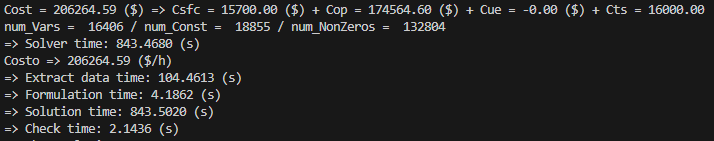 Cost = 206264.59 ($) => Csfc = 15700.00 ($) + Cop = 174564.60 ($) + Cue = -0.00 ($) + Cts = 16000.00
num_Vars =  16406 / num_Const =  18855 / num_NonZeros =  132804
=> Solver time: 843.4680 (s)
Costo => 206264.59 ($/h)
=> Extract data time: 104.4613 (s)
=> Formulation time: 4.1862 (s)
=> Solution time: 843.5020 (s)
=> Check time: 2.1436 (s)